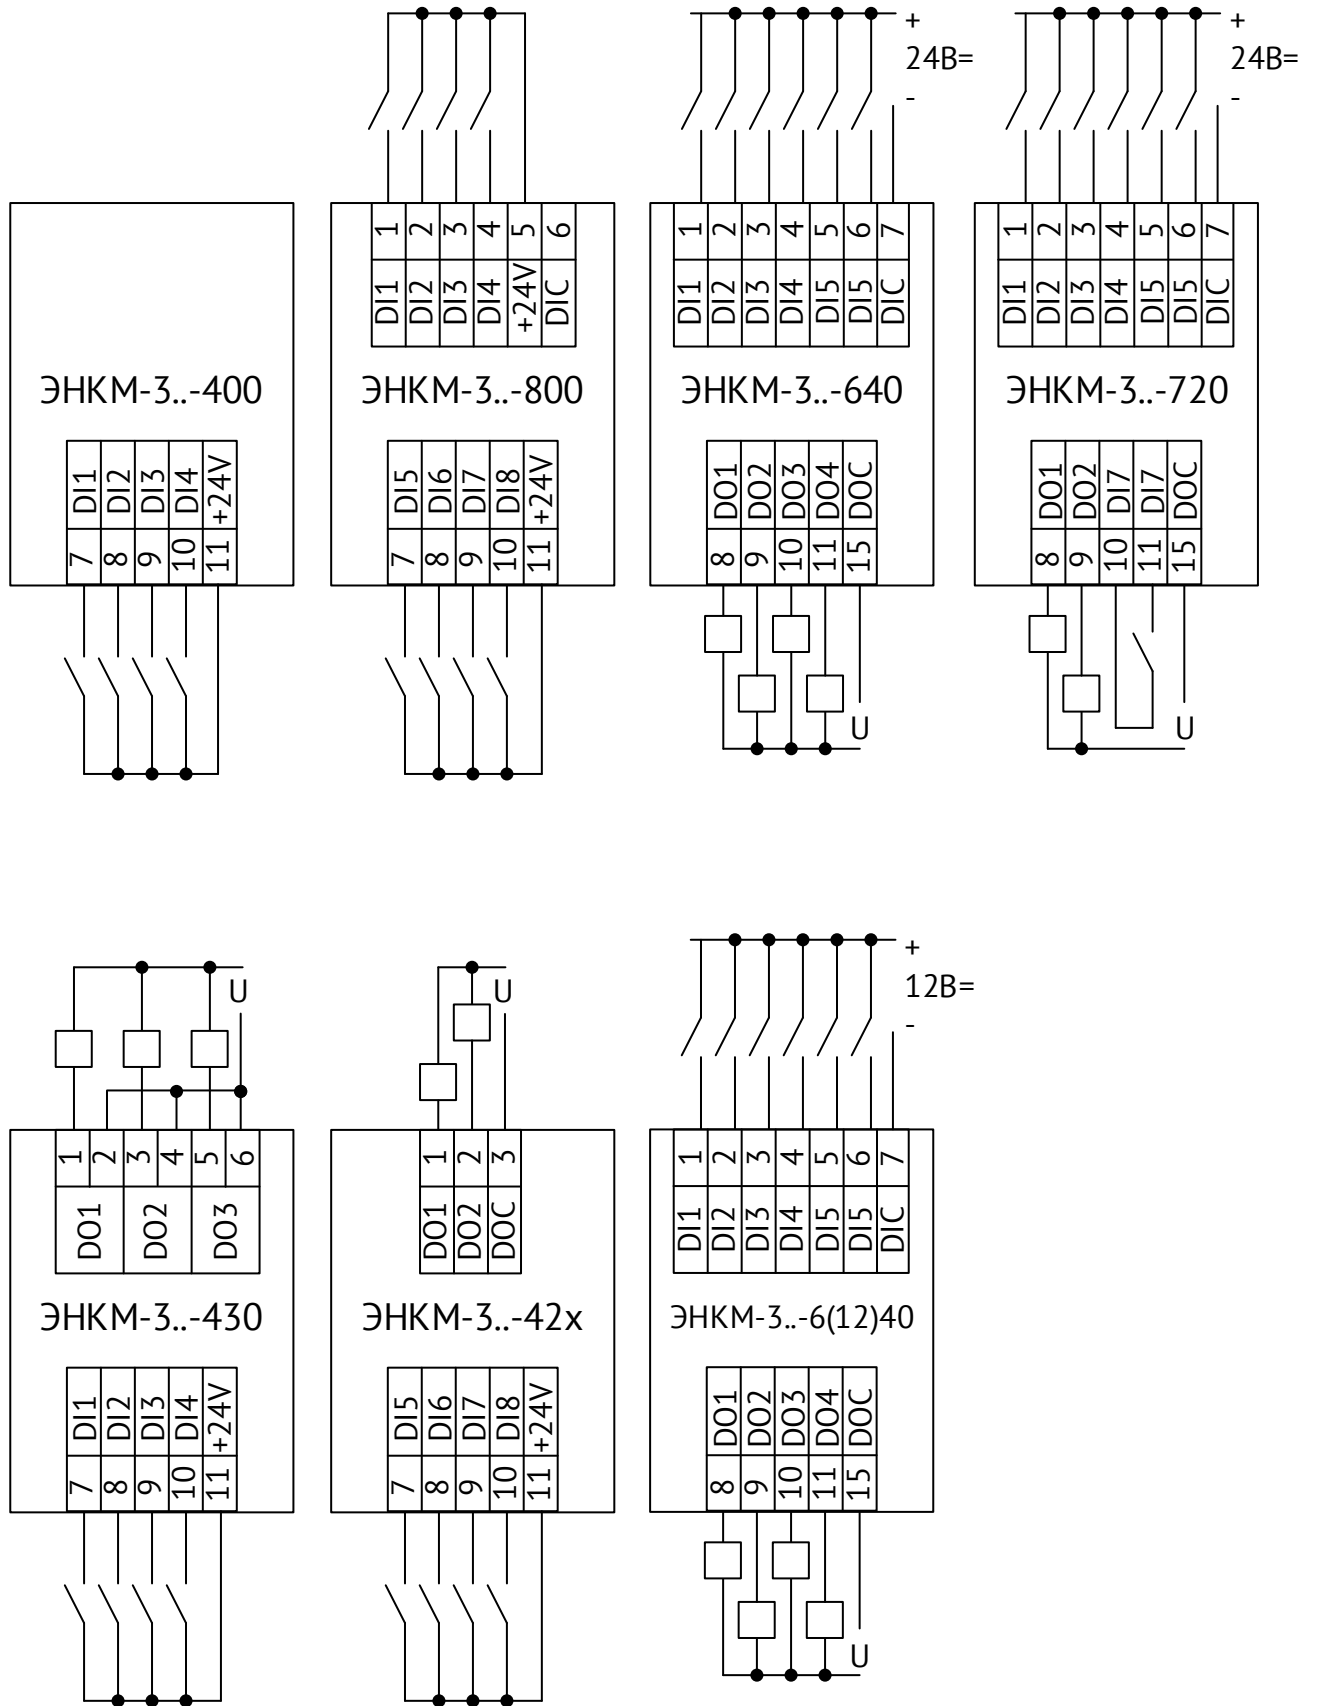 +
24В=
-
+
24В=
-
1 2 3 4 5 6
DI1 DI2 DI3 DI4 +24V DIC
1 2 3 4 5 6 7
DI1 DI2 DI3 DI4 DI5 DI5 DIC
1 2 3 4 5 6 7
DI1 DI2 DI3 DI4 DI5 DI5 DIC
ЭНКМ-3..-400
ЭНКМ-3..-800
ЭНКМ-3..-640
ЭНКМ-3..-720
DI1 DI2 DI3 DI4 +24V
7 8 9 10 11
DI5 DI6 DI7 DI8 +24V
7 8 9 10 11
DO1 DO2 DO3 DO4 DOC
8 9 10 11 15
U
DO1 DO2 DI7 DI7 DOC
8 9 10 11 15
U
U
U
+
12В=
-
1 2 3 4 5 6
DO1 DO2 DO3
1 2 3
DO1 DO2 DOC
1 2 3 4 5 6 7
DI1 DI2 DI3 DI4 DI5 DI5 DIC
ЭНКМ-3..-430
ЭНКМ-3..-42x
ЭНКМ-3..-6(12)40
DI1 DI2 DI3 DI4 +24V
7 8 9 10 11
DI5 DI6 DI7 DI8 +24V
7 8 9 10 11
DO1 DO2 DO3 DO4 DOC
8 9 10 11 15
U